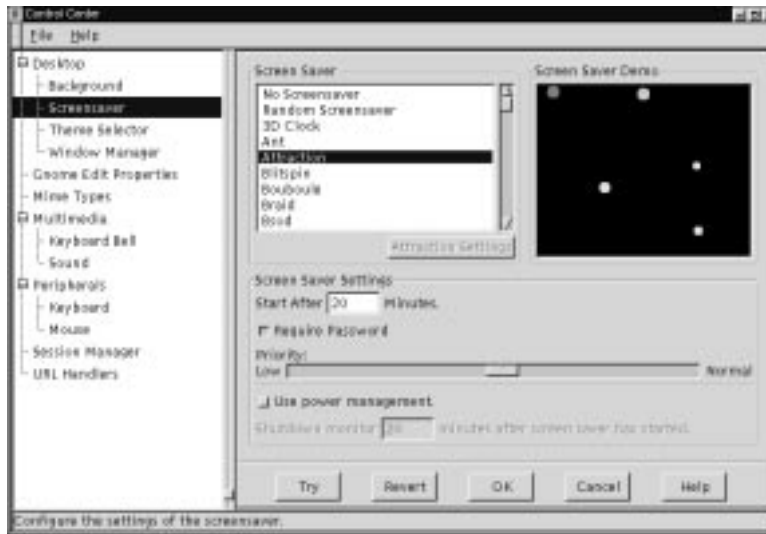 Control Center
File Help
Desktop
Background
Screensaver
Theme Selector
Window Manager
Gnome Edit Properties
Mime Types
Multimedia
Keyboard Bell
Sound
Peripherals
Keyboard
Mouse
Session Manager
URL Handlers
Screen Saver
No Screensaver
Random Screensaver
3D Clock
Ant
Attraction
Blitspin
Bouboule
Braid
Bsod
Attraction Settings
Screen Saver Demo
Screen Saver Settings
Start After 20 Minutes.
Require Password
Priority:
Low Normal
Use power management
Shutdown monitor 20 minutes after screen saver has started.
Try Revert OK Cancel Help
Configure the settings of the screensaver.